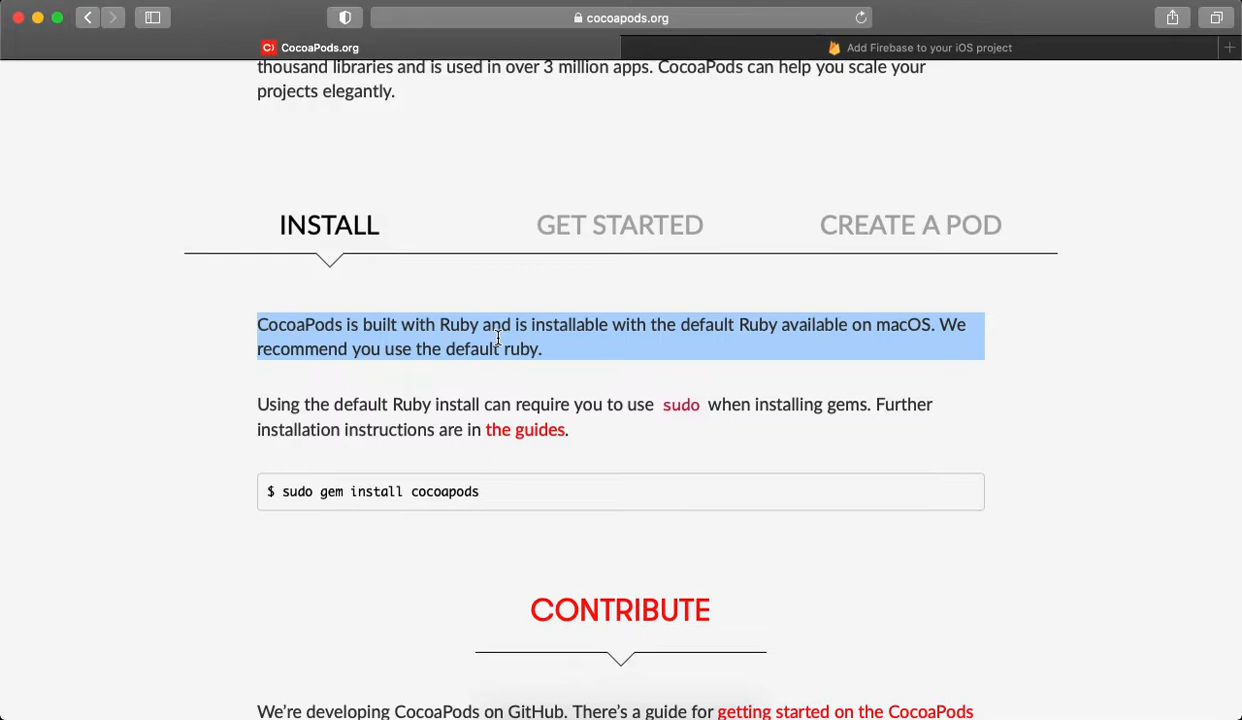 cocoapods.org
CocoaPods.org
Add Firebase to your iOS project
thousand libraries and is used in over 3 million apps. CocoaPods can help you scale your
projects elegantly.
INSTALL
GET STARTED
CREATE A POD
CocoaPods is built with Ruby and is installable with the default Ruby available on macOS. We
recommend you use the default ruby.
Using the default Ruby install can require you to use sudo when installing gems. Further
installation instructions are in the guides.
$ sudo gem install cocoapods
CONTRIBUTE
We're developing CocoaPods on GitHub. There's a guide for getting started on the CocoaPods